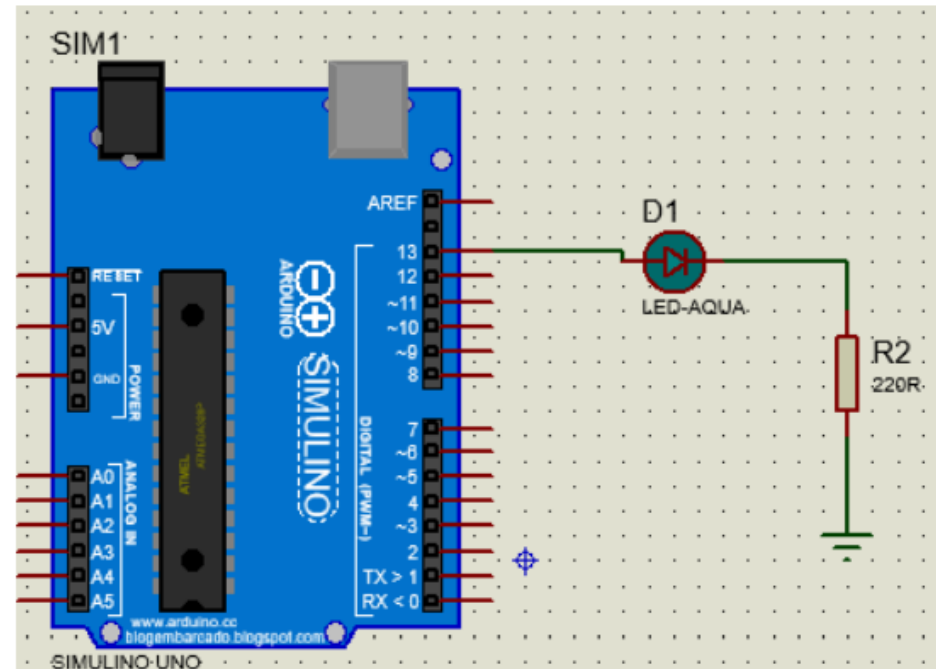 SIM1
AREF
13
12
~11
~10
~9
8
7
~6
~5
4
~3
2
TX > 1
RX < 0
DIGITAL (PWM~)
ARDUINO
SIMULINO
RESET
5V
GND
POWER
A0
A1
A2
A3
A4
A5
ANALOG IN
ATMEL
www.arduino.cc
blogembarcado.blogspot.com
SIMULINO UNO
D1
LED-AQUA
R2
220R